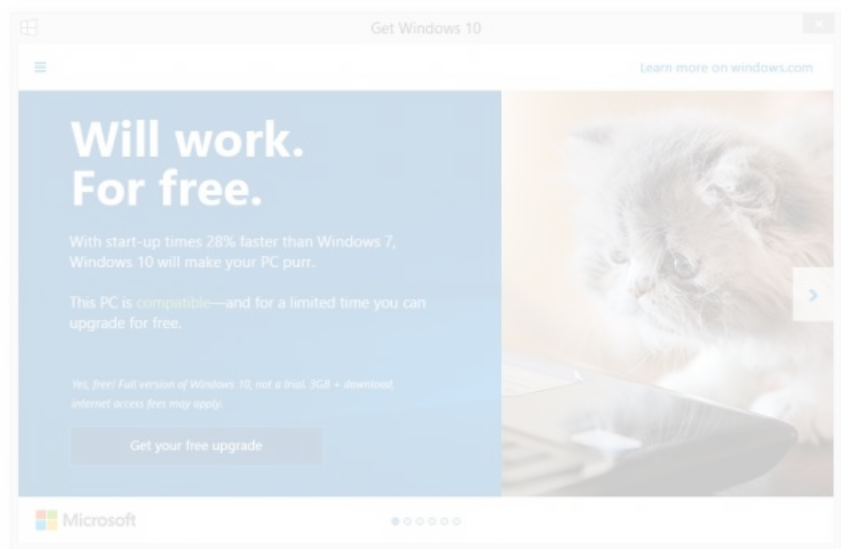 Get Windows 10
Learn more on windows.com
Will work.
For free.
With start-up times 28% faster than Windows 7,
Windows 10 will make your PC purr.
This PC is compatible—and for a limited time you can
upgrade for free.
Yes, free! Full version of Windows 10, not a trial. 3GB + download,
internet access fees may apply.
Get your free upgrade
Microsoft